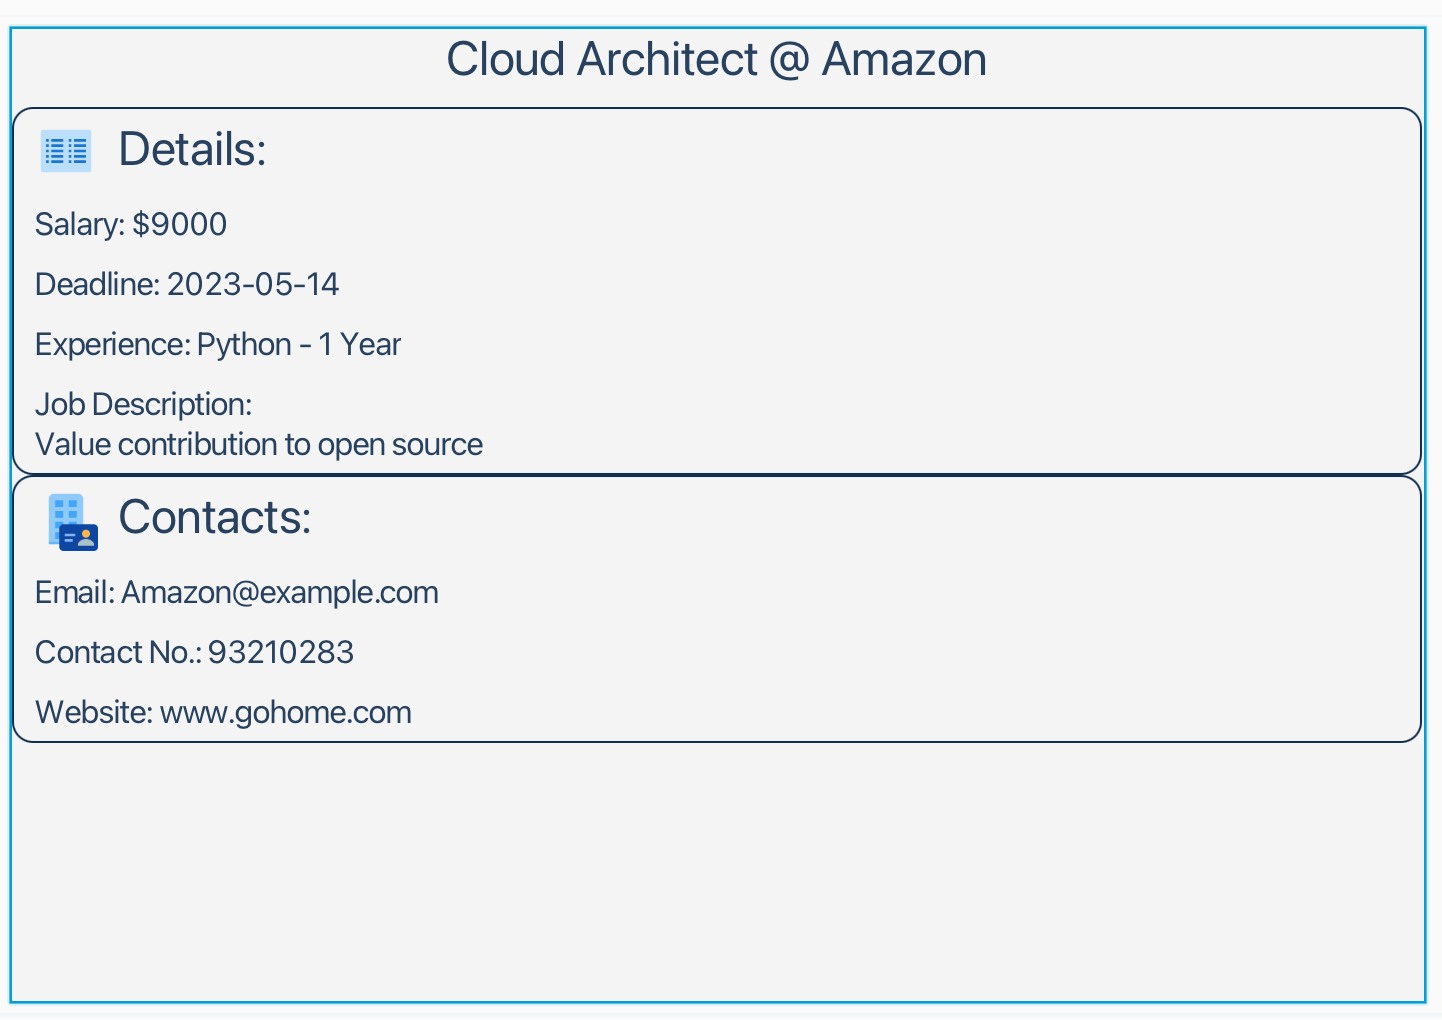 Cloud Architect @ Amazon
Details:
Salary: $9000
Deadline: 2023-05-14
Experience: Python - 1 Year
Job Description:
Value contribution to open source
Contacts:
Email: Amazon@example.com
Contact No.: 93210283
Website: www.gohome.com